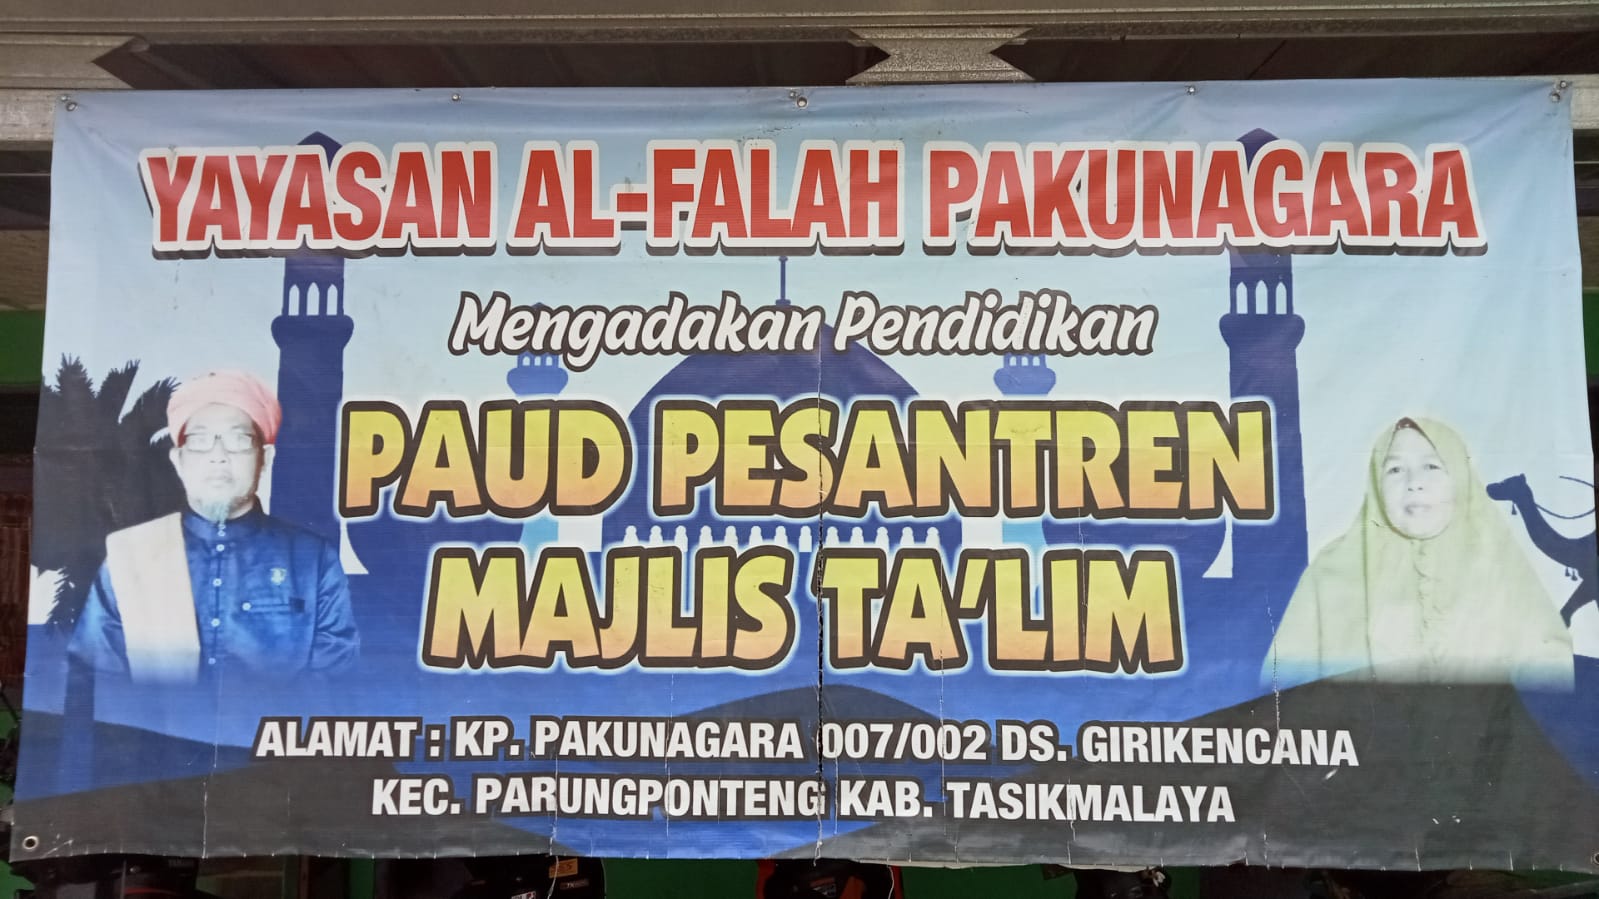 YAYASAN AL-FALAH PAKUNAGARA
Mengadakan Pendidikan
PAUD PESANTREN
MAJLIS TA'LIM
ALAMAT : KP. PAKUNAGARA 007/002 DS. GIRIKENCANA
KEC. PARUNGPONTENG KAB. TASIKMALAYA